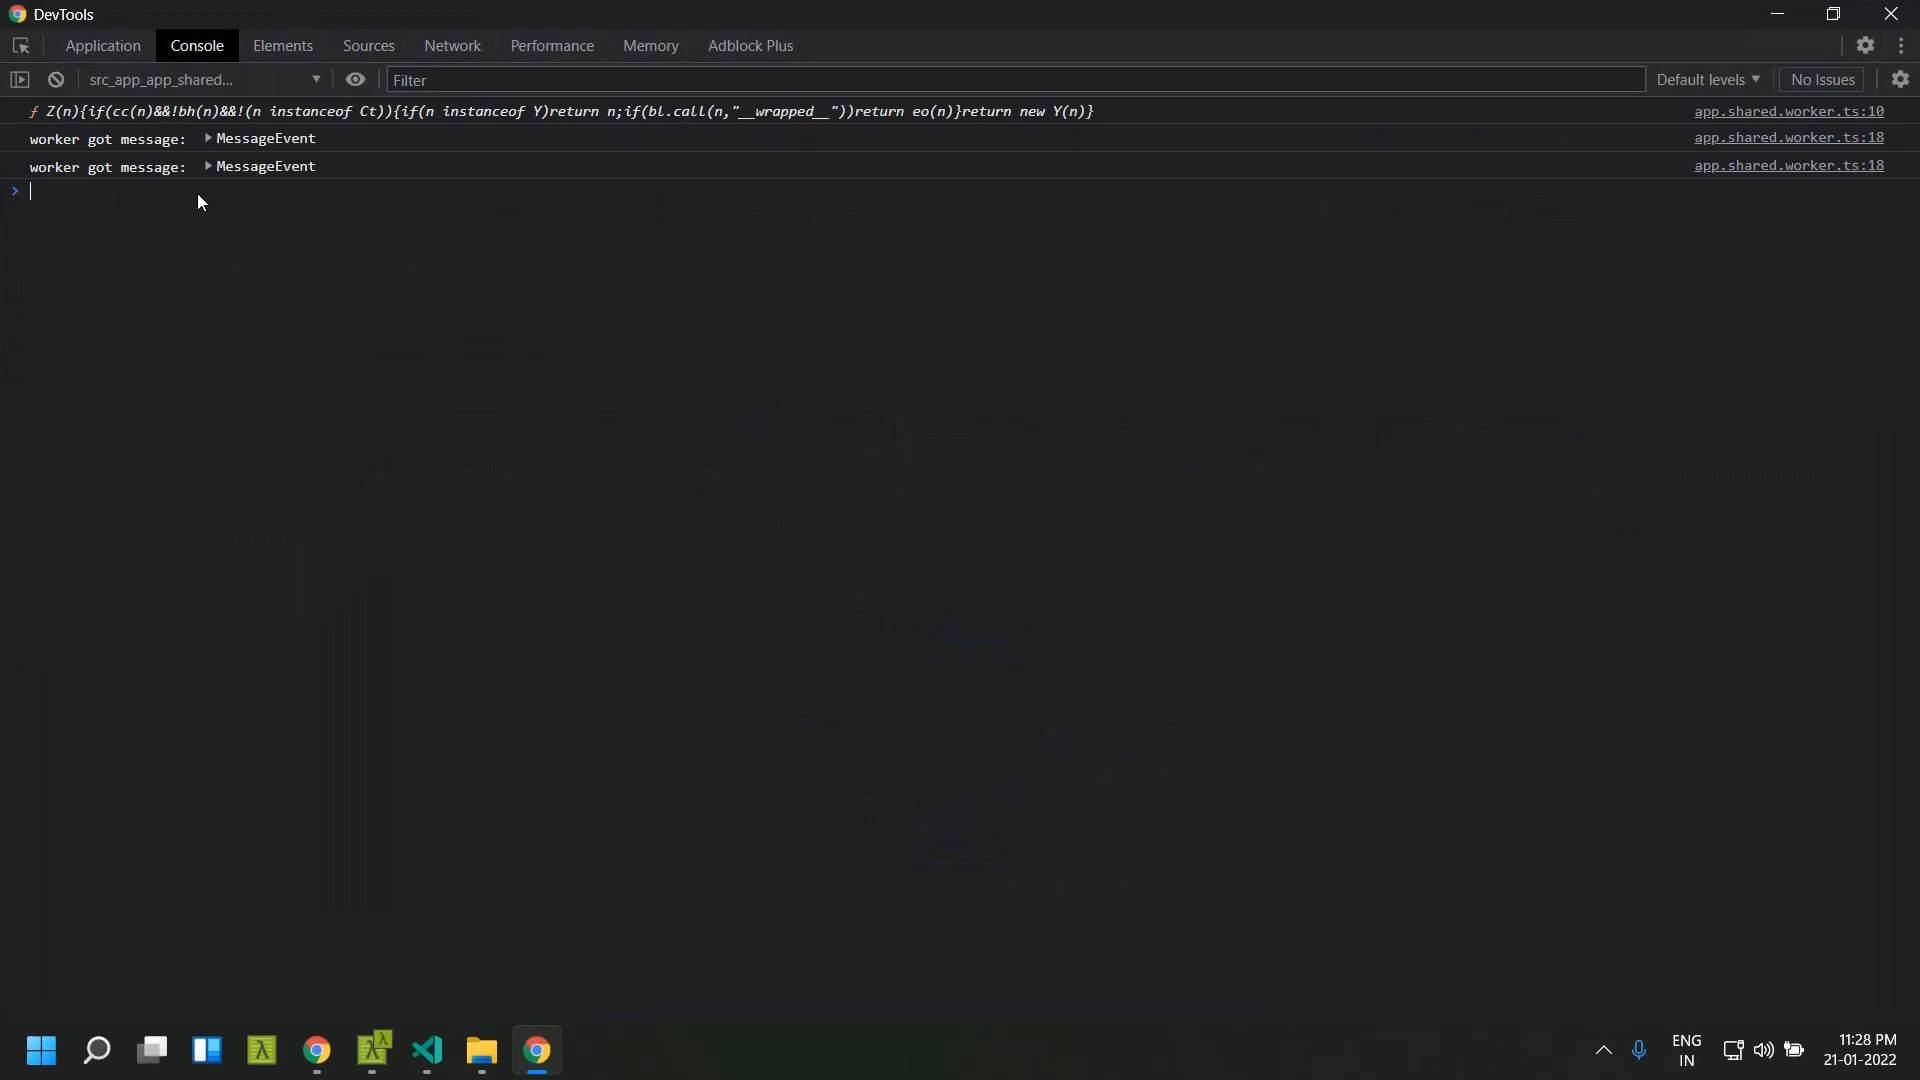 DevTools
Application Console Elements Sources Network Performance Memory Adblock Plus
src_app_app_shared... Filter Default levels No Issues
ƒ Z(n){if(cc(n)&&!bh(n)&&!(n instanceof Ct)){if(n instanceof Y)return n;if(bl.call(n,"__wrapped__"))return eo(n)}return new Y(n)} app.shared.worker.ts:10
worker got message: MessageEvent app.shared.worker.ts:18
worker got message: MessageEvent app.shared.worker.ts:18
ENG 11:28 PM
IN 21-01-2022